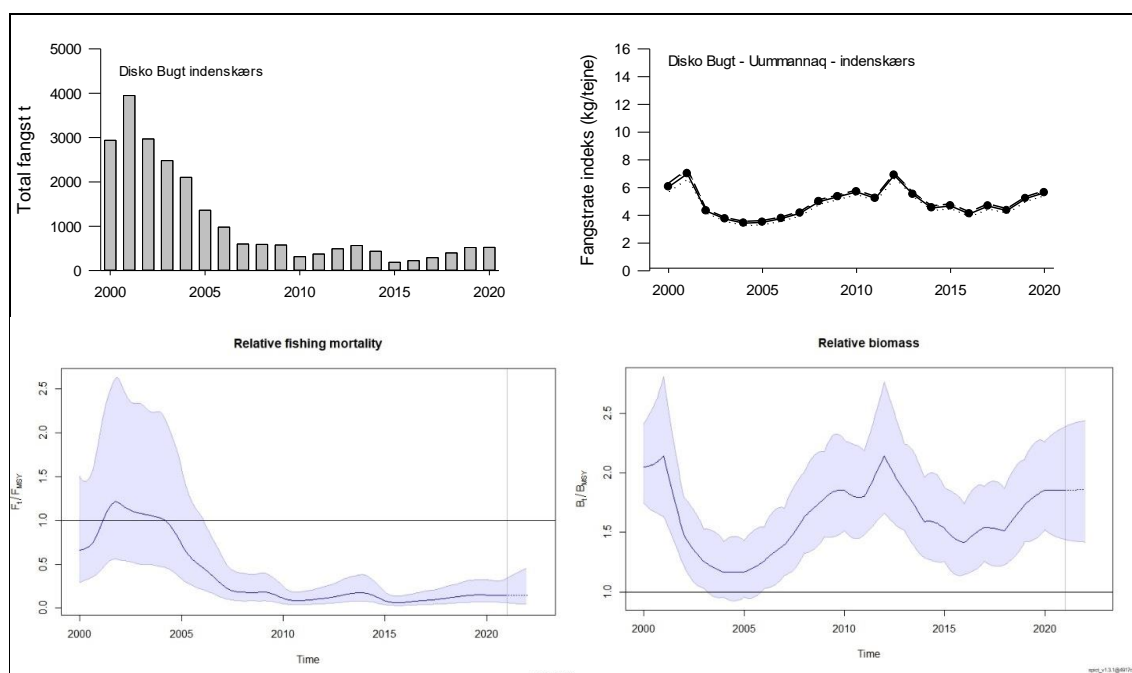 Disko Bugt indenskærs
Total fangst t
5000
4000
3000
2000
1000
0
2000 2005 2010 2015 2020
Disko Bugt - Uummannaq - indenskærs
Fangstrate indeks (kg/tejne)
16
14
12
10
8
6
4
2
0
2000 2005 2010 2015 2020
Relative fishing mortality
Ft/FMSY
2.5
2.0
1.5
1.0
0.5
0.0
2000 2005 2010 2015 2020
Time
Relative biomass
Bt/BMSY
2.5
2.0
1.5
1.0
2000 2005 2010 2015 2020
Time